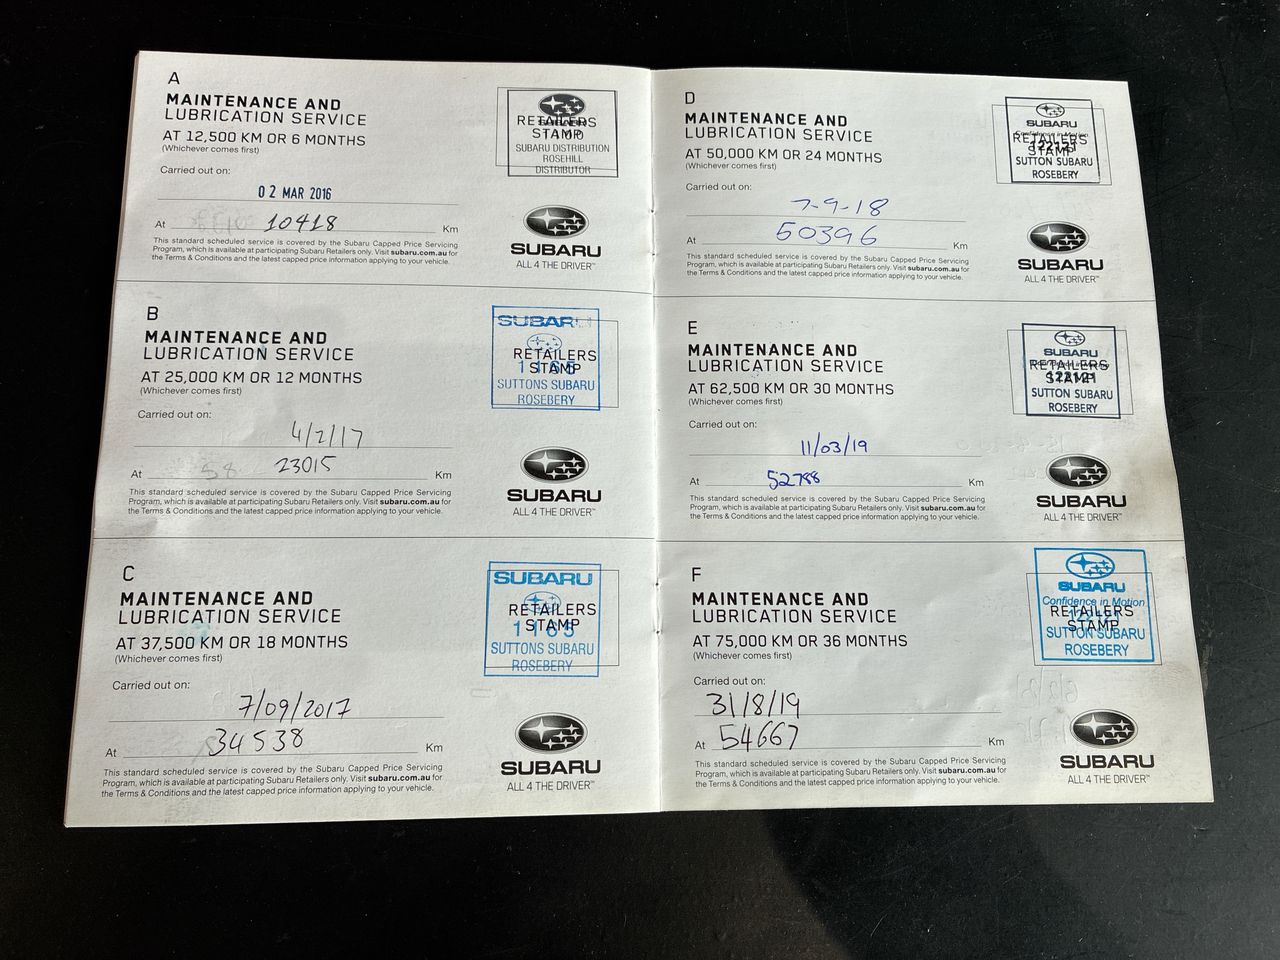 A
MAINTENANCE AND
LUBRICATION SERVICE
AT 12,500 KM OR 6 MONTHS
(Whichever comes first)
Carried out on:
02 MAR 2016
At 10418 Km
This standard scheduled service is covered by the Subaru Capped Price Servicing
Program, which is available at participating Subaru Retailers only. Visit subaru.com.au for
the Terms & Conditions and the latest capped price information applying to your vehicle.
RETAILERS
STAMP
SUBARU DISTRIBUTION
ROSEHILL
DISTRIBUTOR
SUBARU
ALL 4 THE DRIVER™
B
MAINTENANCE AND
LUBRICATION SERVICE
AT 25,000 KM OR 12 MONTHS
(Whichever comes first)
Carried out on:
4/2/17
At 23015 Km
This standard scheduled service is covered by the Subaru Capped Price Servicing
Program, which is available at participating Subaru Retailers only. Visit subaru.com.au for
the Terms & Conditions and the latest capped price information applying to your vehicle.
SUBARU
RETAILERS
1165
STAMP
SUTTONS SUBARU
ROSEBERY
SUBARU
ALL 4 THE DRIVER™
C
MAINTENANCE AND
LUBRICATION SERVICE
AT 37,500 KM OR 18 MONTHS
(Whichever comes first)
Carried out on:
7/09/2017
At 34538 Km
This standard scheduled service is covered by the Subaru Capped Price Servicing
Program, which is available at participating Subaru Retailers only. Visit subaru.com.au for
the Terms & Conditions and the latest capped price information applying to your vehicle.
SUBARU
RETAILERS
1165
STAMP
SUTTONS SUBARU
ROSEBERY
SUBARU
ALL 4 THE DRIVER™
D
MAINTENANCE AND
LUBRICATION SERVICE
AT 50,000 KM OR 24 MONTHS
(Whichever comes first)
Carried out on:
7-9-18
At 50396 Km
This standard scheduled service is covered by the Subaru Capped Price Servicing
Program, which is available at participating Subaru Retailers only. Visit subaru.com.au for
the Terms & Conditions and the latest capped price information applying to your vehicle.
SUBARU
Confidence in Motion
RETAILERS
122121
STAMP
SUTTON SUBARU
ROSEBERY
SUBARU
ALL 4 THE DRIVER™
E
MAINTENANCE AND
LUBRICATION SERVICE
AT 62,500 KM OR 30 MONTHS
(Whichever comes first)
Carried out on:
11/03/19
At 52788 Km
This standard scheduled service is covered by the Subaru Capped Price Servicing
Program, which is available at participating Subaru Retailers only. Visit subaru.com.au for
the Terms & Conditions and the latest capped price information applying to your vehicle.
SUBARU
RETAILERS
122121
STAMP
SUTTON SUBARU
ROSEBERY
SUBARU
ALL 4 THE DRIVER™
F
MAINTENANCE AND
LUBRICATION SERVICE
AT 75,000 KM OR 36 MONTHS
(Whichever comes first)
Carried out on:
31/8/19
At 54667 Km
This standard scheduled service is covered by the Subaru Capped Price Servicing
Program, which is available at participating Subaru Retailers only. Visit subaru.com.au for
the Terms & Conditions and the latest capped price information applying to your vehicle.
SUBARU
Confidence in Motion
RETAILERS
STAMP
SUTTON SUBARU
ROSEBERY
SUBARU
ALL 4 THE DRIVER™